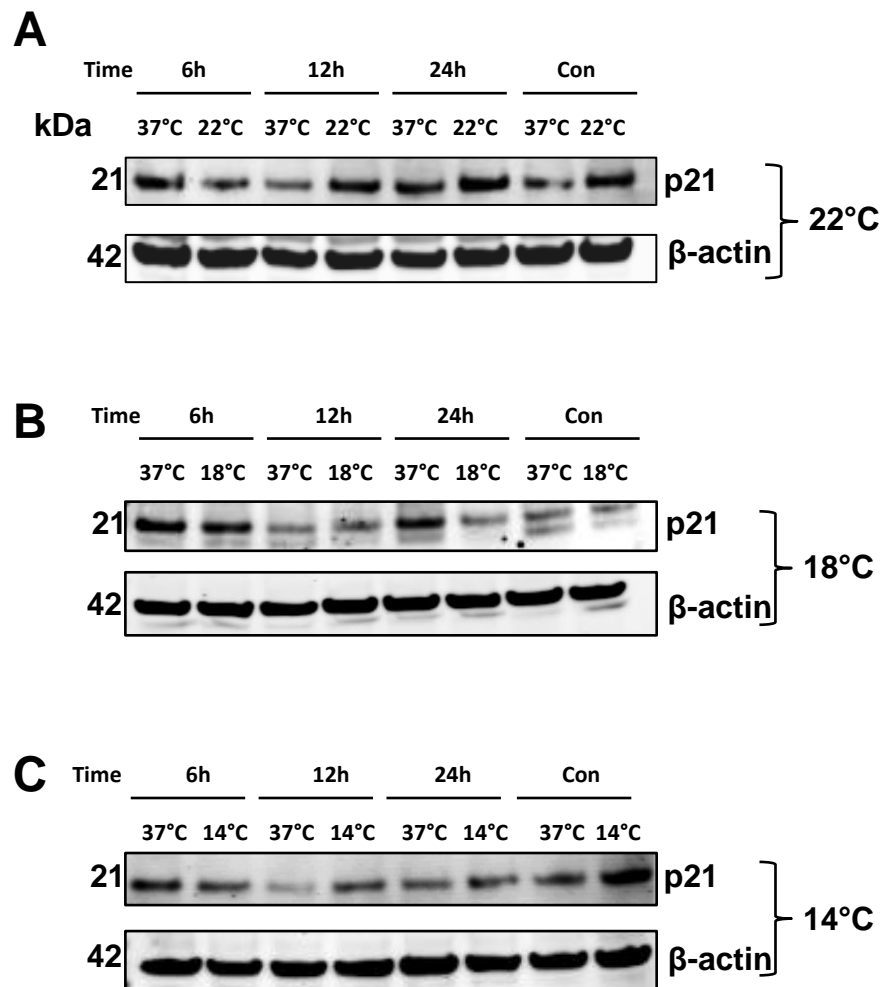 A
Time 6h 12h 24h Con
kDa 37°C 22°C 37°C 22°C 37°C 22°C 37°C 22°C
21 p21
22°C
42 β-actin
B
Time 6h 12h 24h Con
37°C 18°C 37°C 18°C 37°C 18°C 37°C 18°C
21 p21
18°C
42 β-actin
C
Time 6h 12h 24h Con
37°C 14°C 37°C 14°C 37°C 14°C 37°C 14°C
21 p21
14°C
42 β-actin